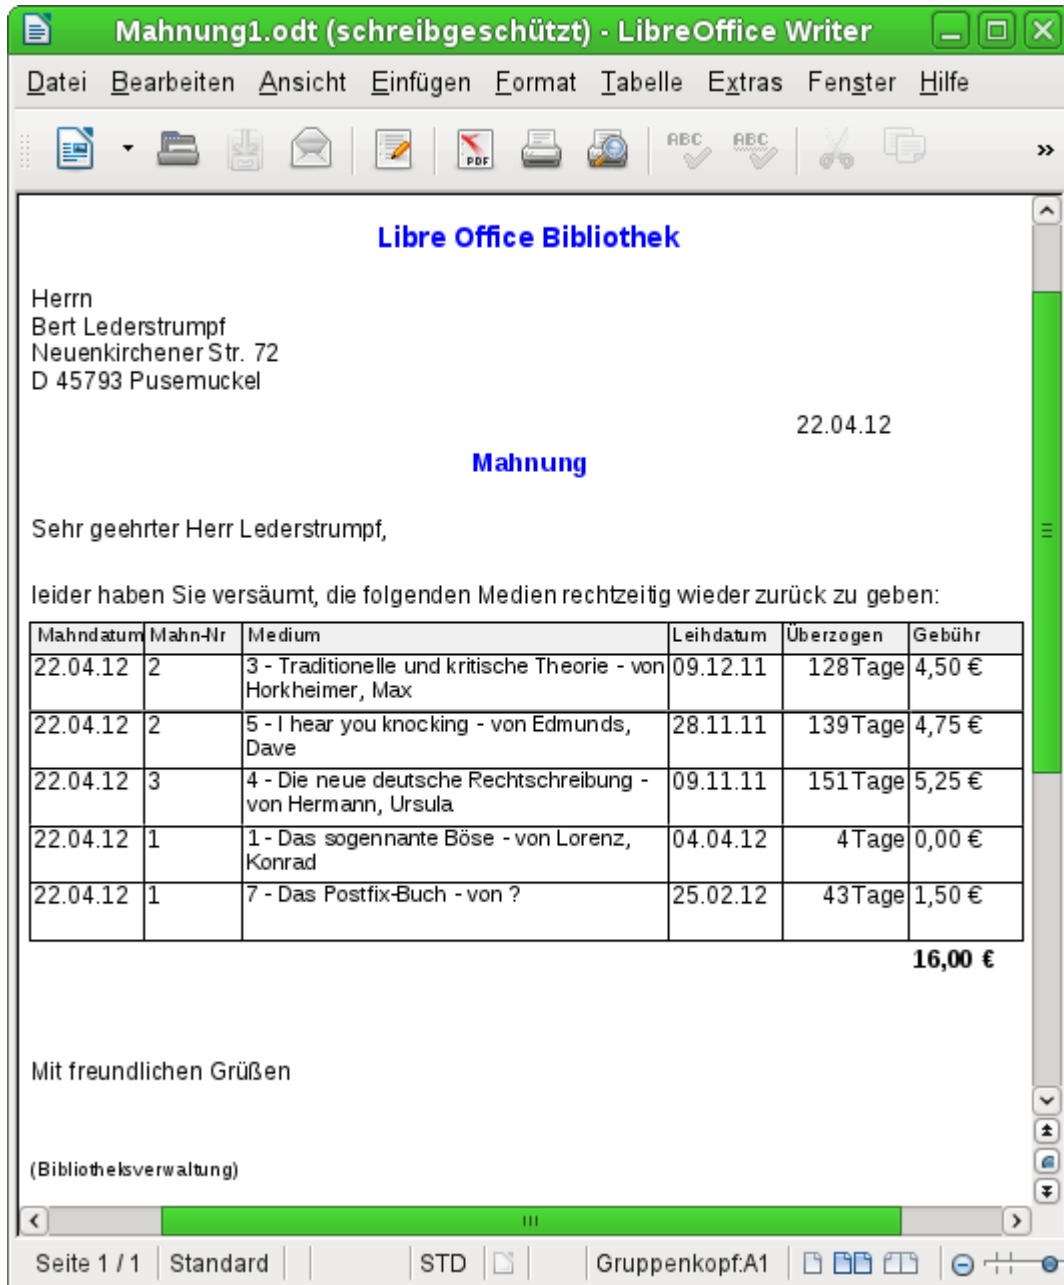 Mahnung1.odt (schreibgeschützt) - LibreOffice Writer
Datei Bearbeiten Ansicht Einfügen Format Tabelle Extras Fenster Hilfe
PDF ABC ABC »
Libre Office Bibliothek
Herrn
Bert Lederstrumpf
Neuenkirchener Str. 72
D 45793 Pusemuckel
22.04.12
Mahnung
Sehr geehrter Herr Lederstrumpf,
leider haben Sie versäumt, die folgenden Medien rechtzeitig wieder zurück zu geben:
Mahndatum Mahn-Nr Medium Leihdatum Überzogen Gebühr
22.04.12 2 3 - Traditionelle und kritische Theorie - von 09.12.11 128 Tage 4,50 €
Horkheimer, Max
22.04.12 2 5 - I hear you knocking - von Edmunds, 28.11.11 139 Tage 4,75 €
Dave
22.04.12 3 4 - Die neue deutsche Rechtschreibung - 09.11.11 151 Tage 5,25 €
von Hermann, Ursula
22.04.12 1 1 - Das sogennante Böse - von Lorenz, 04.04.12 4 Tage 0,00 €
Konrad
22.04.12 1 7 - Das Postfix-Buch - von ? 25.02.12 43 Tage 1,50 €
16,00 €
Mit freundlichen Grüßen
(Bibliotheksverwaltung)
Seite 1 / 1 Standard STD Gruppenkopf:A1